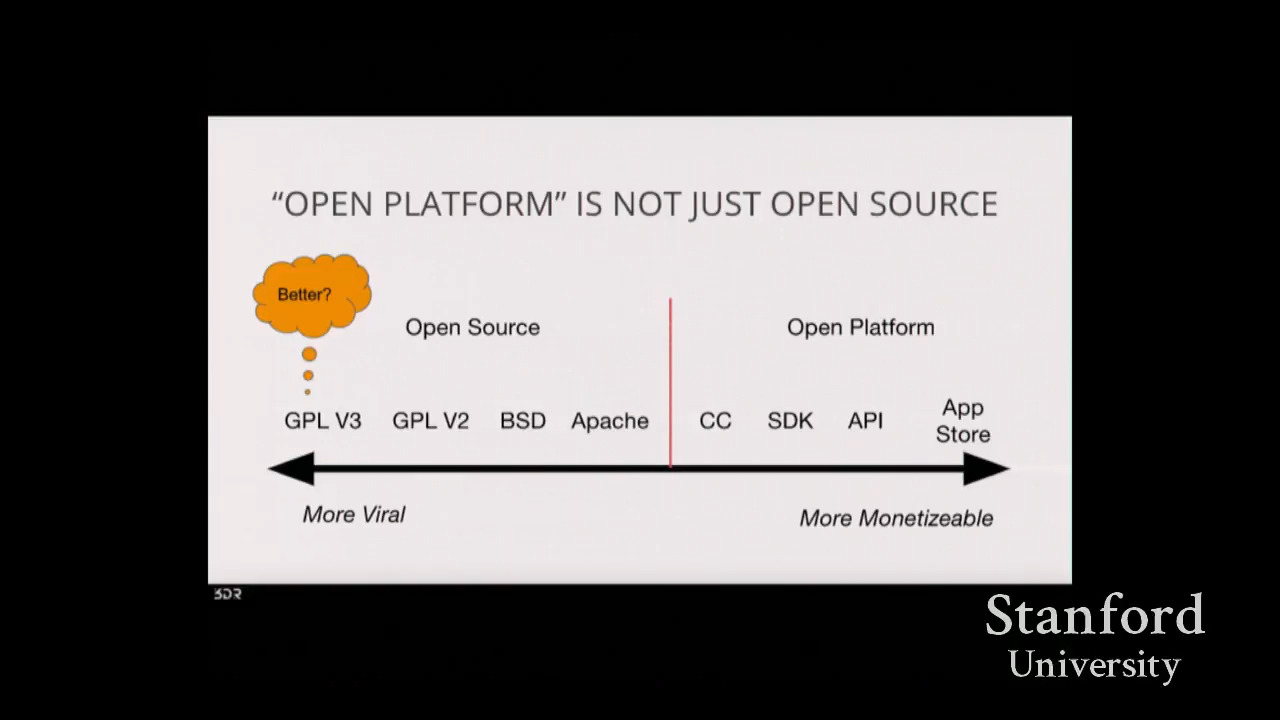 “OPEN PLATFORM” IS NOT JUST OPEN SOURCE
Better?
Open Source
Open Platform
GPL V3
GPL V2
BSD
Apache
CC
SDK
API
App
Store
More Viral
More Monetizeable
3DR
Stanford
University